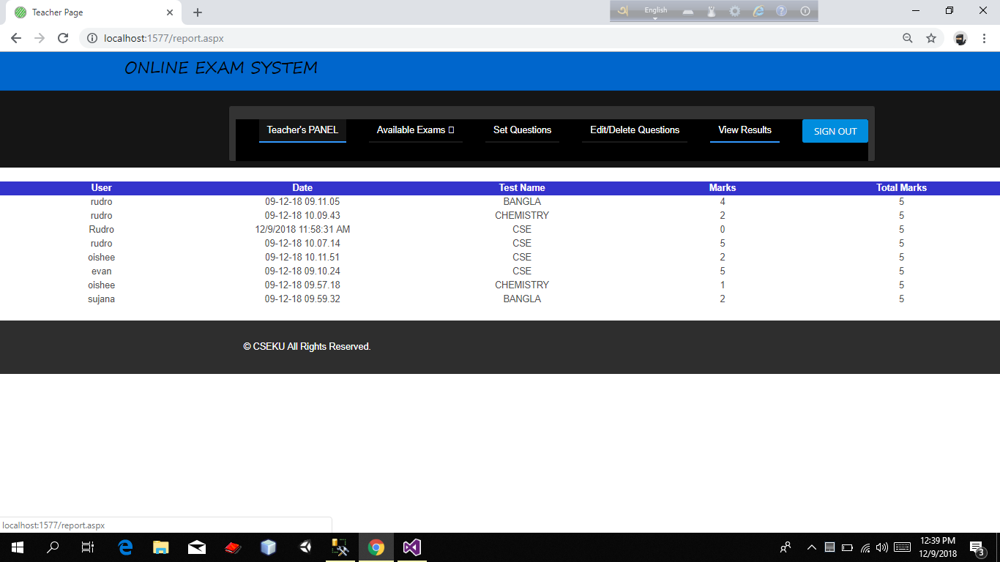 Teacher Page
English
localhost:1577/report.aspx
ONLINE EXAM SYSTEM
Teacher's PANEL Available Exams Set Questions Edit/Delete Questions View Results SIGN OUT
User Date Test Name Marks Total Marks
rudro 09-12-18 09.11.05 BANGLA 4 5
rudro 09-12-18 10.09.43 CHEMISTRY 2 5
Rudro 12/9/2018 11:58:31 AM CSE 0 5
rudro 09-12-18 10.07.14 CSE 5 5
oishee 09-12-18 10.11.51 CSE 2 5
evan 09-12-18 09.10.24 CSE 5 5
oishee 09-12-18 09.57.18 CHEMISTRY 1 5
sujana 09-12-18 09.59.32 BANGLA 2 5
© CSEKU All Rights Reserved.
localhost:1577/report.aspx
12:39 PM
12/9/2018
3